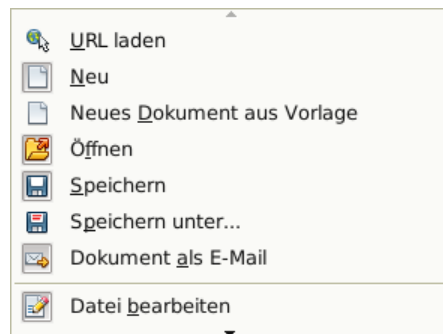 URL laden
Neu
Neues Dokument aus Vorlage
Öffnen
Speichern
Speichern unter...
Dokument als E-Mail
Datei bearbeiten